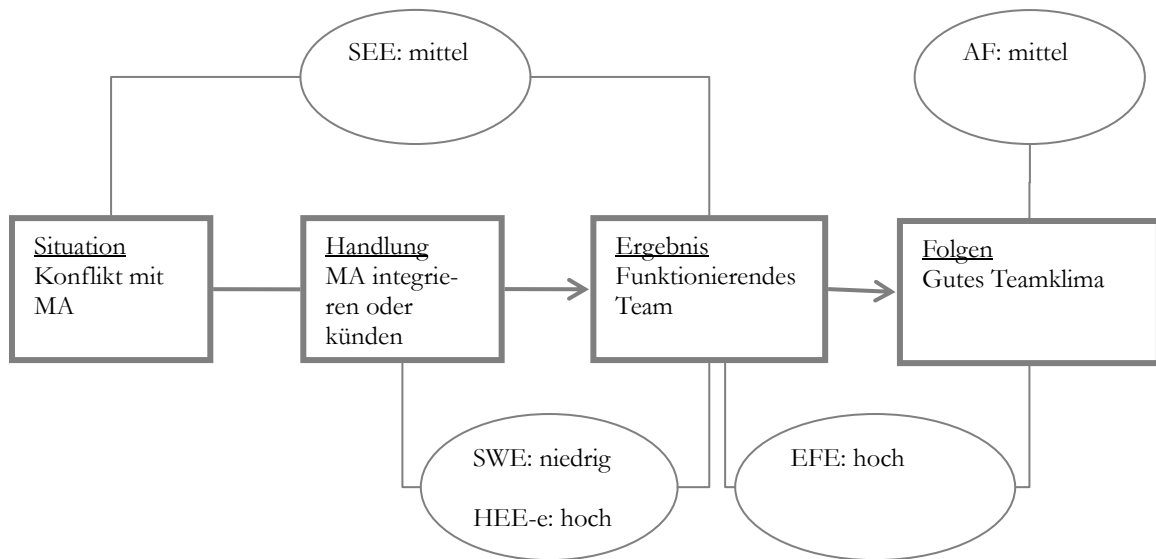 SEE: mittel
AF: mittel
Situation
Konflikt mit
MA
Handlung
MA integrie-
ren oder
künden
Ergebnis
Funktionierendes
Team
Folgen
Gutes Teamklima
SWE: niedrig
HEE-e: hoch
EFE: hoch